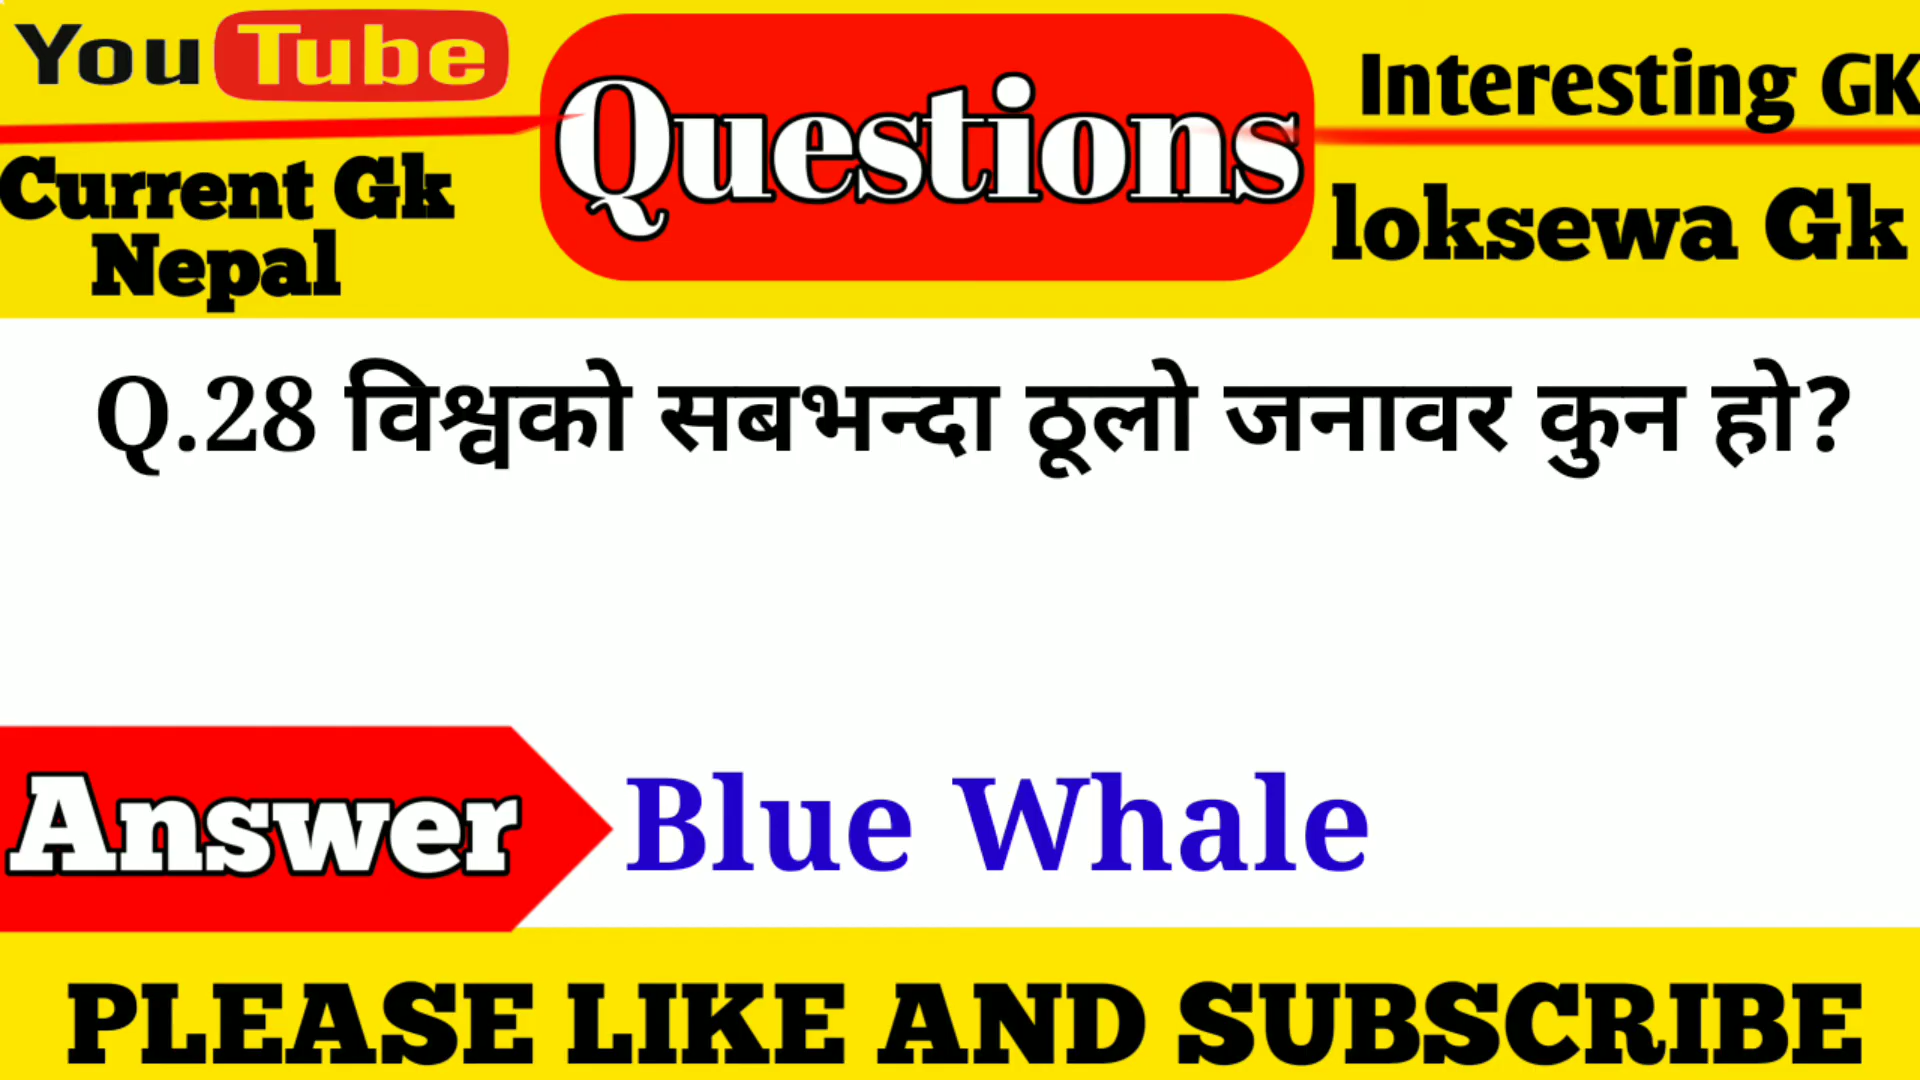 YouTube
Current Gk
Nepal
Questions
Interesting GK
loksewa Gk
Q.28 विश्वको सबभन्दा ठूलो जनावर कुन हो?
Answer
Blue Whale
PLEASE LIKE AND SUBSCRIBE